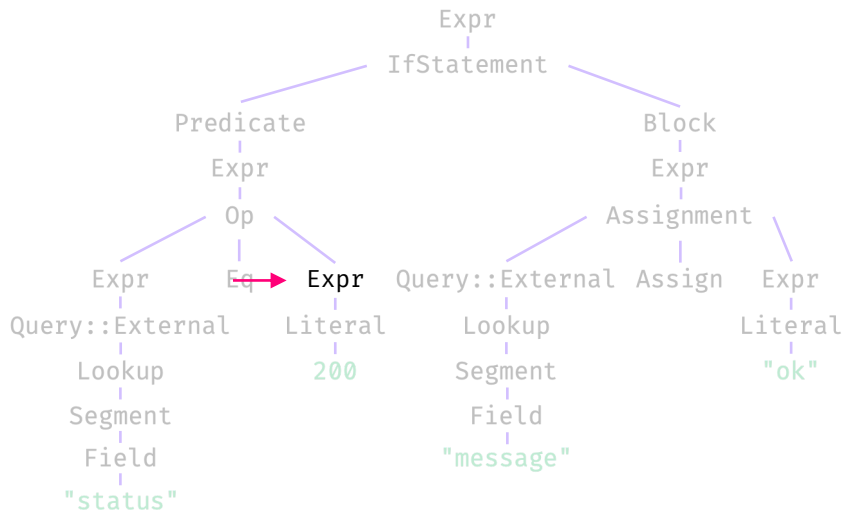 Expr
IfStatement
Predicate Block
Expr Expr
Op Assignment
Expr Eq Expr Query::External Assign Expr
Query::External Literal Lookup Literal
Lookup 200 Segment "ok"
Segment Field
Field "message"
"status"